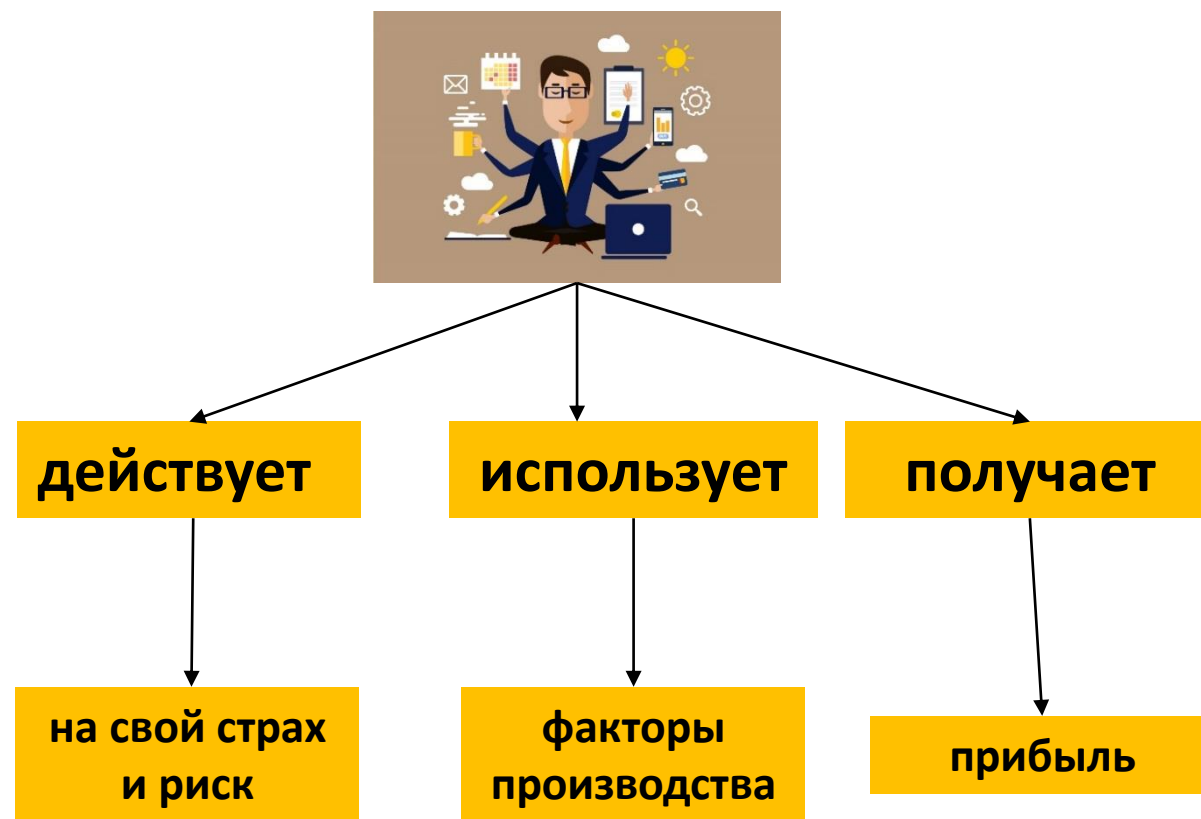 действует
использует
получает
на свой страх
и риск
факторы
производства
прибыль